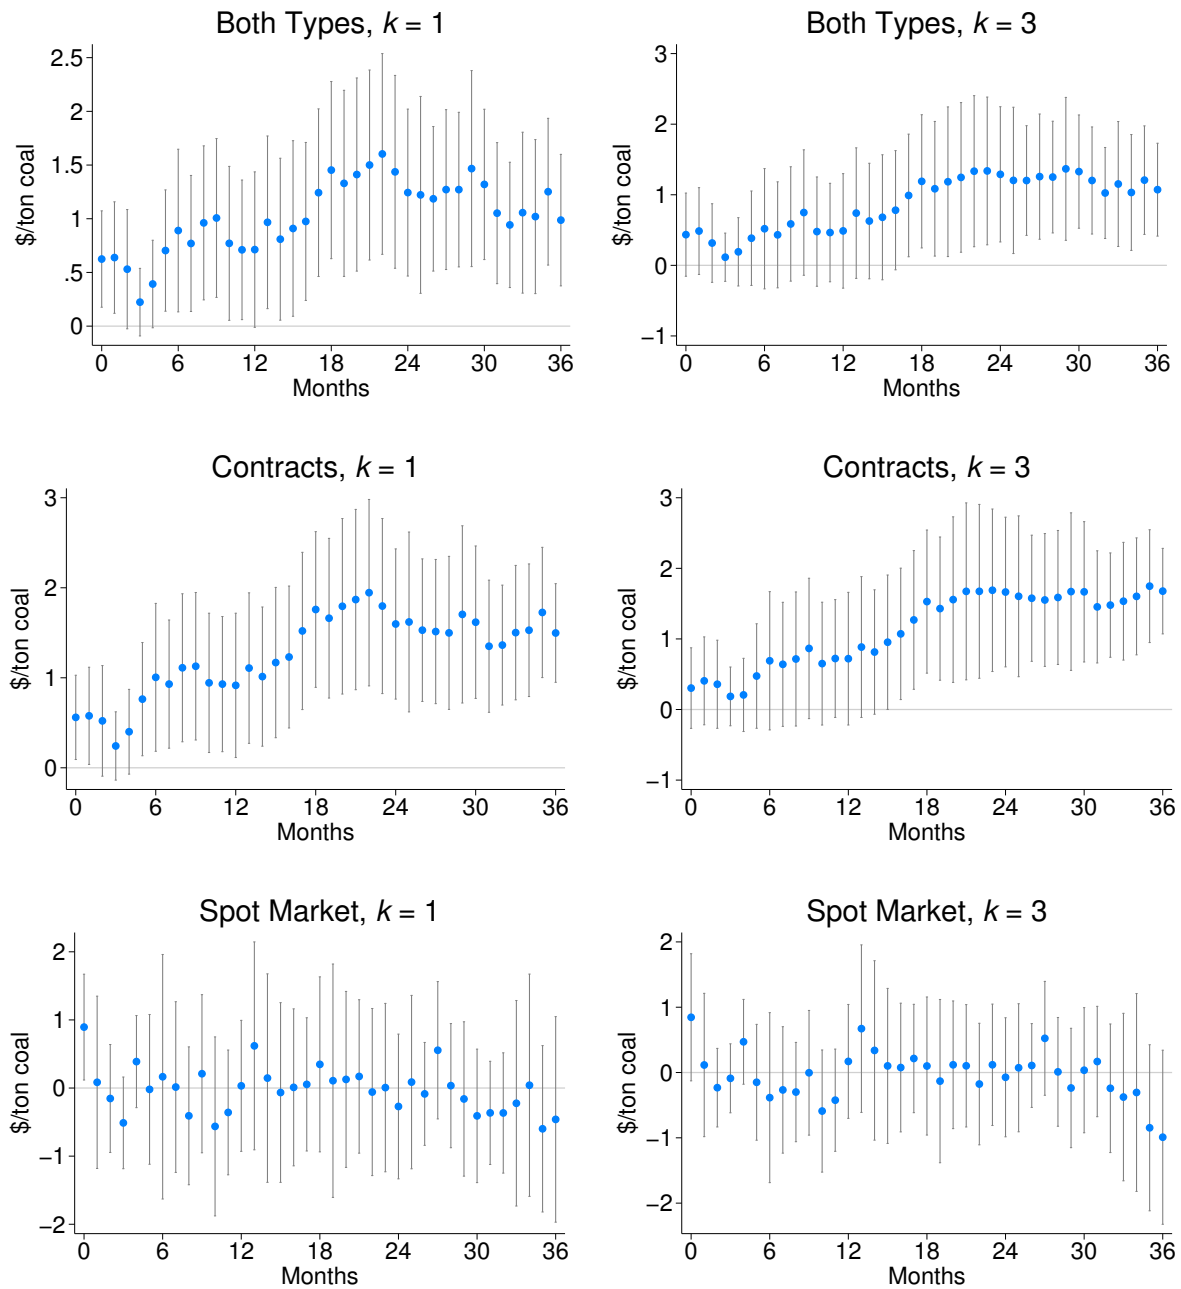 Both Types, k = 1
$/ton coal
2.5
2
1.5
1
.5
0
0 6 12 18 24 30 36
Months
Both Types, k = 3
$/ton coal
3
2
1
0
−1
0 6 12 18 24 30 36
Months
Contracts, k = 1
$/ton coal
3
2
1
0
0 6 12 18 24 30 36
Months
Contracts, k = 3
$/ton coal
3
2
1
0
−1
0 6 12 18 24 30 36
Months
Spot Market, k = 1
$/ton coal
2
1
0
−1
−2
0 6 12 18 24 30 36
Months
Spot Market, k = 3
$/ton coal
2
1
0
−1
−2
0 6 12 18 24 30 36
Months